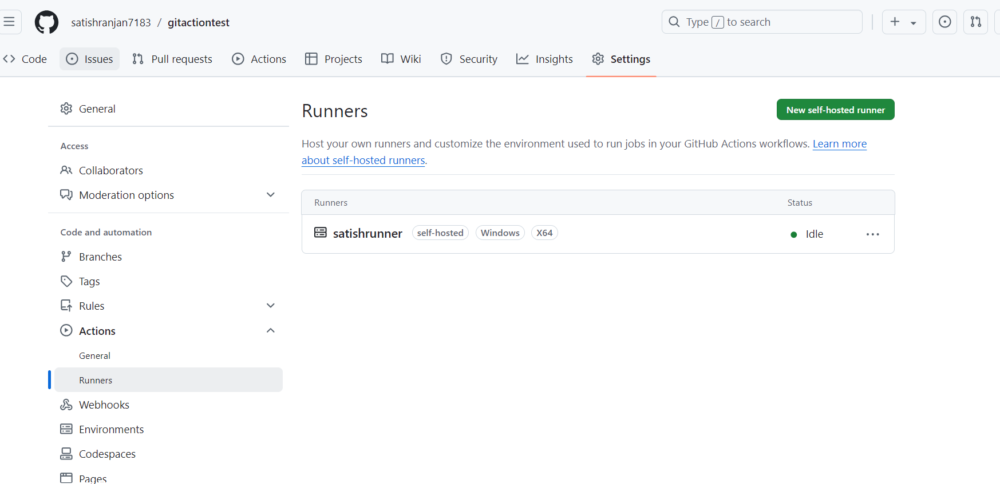 satishranjan7183 / gitactiontest
Type / to search
Code Issues Pull requests Actions Projects Wiki Security Insights Settings
General
Access
Collaborators
Moderation options
Code and automation
Branches
Tags
Rules
Actions
General
Runners
Webhooks
Environments
Codespaces
Pages
Runners
New self-hosted runner
Host your own runners and customize the environment used to run jobs in your GitHub Actions workflows. Learn more
about self-hosted runners.
Runners Status
satishrunner self-hosted Windows X64 Idle